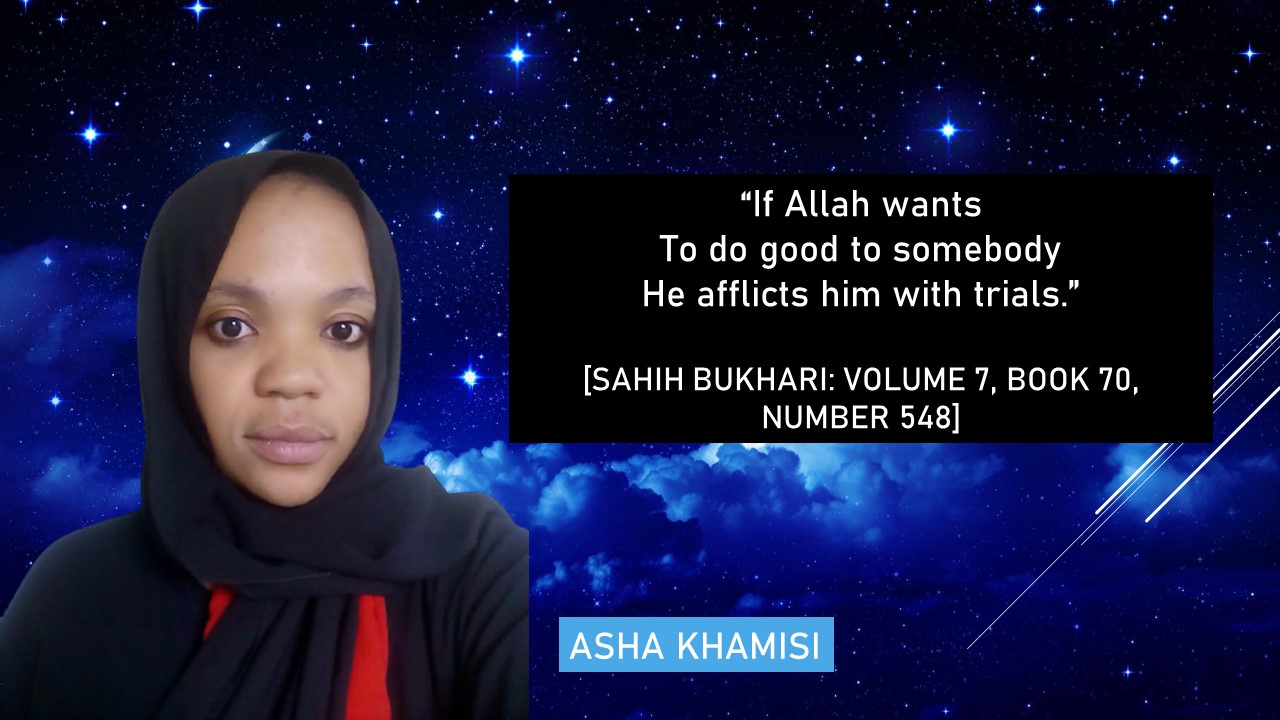 “If Allah wants
To do good to somebody
He afflicts him with trials.”
[SAHIH BUKHARI: VOLUME 7, BOOK 70,
NUMBER 548]
ASHA KHAMISI